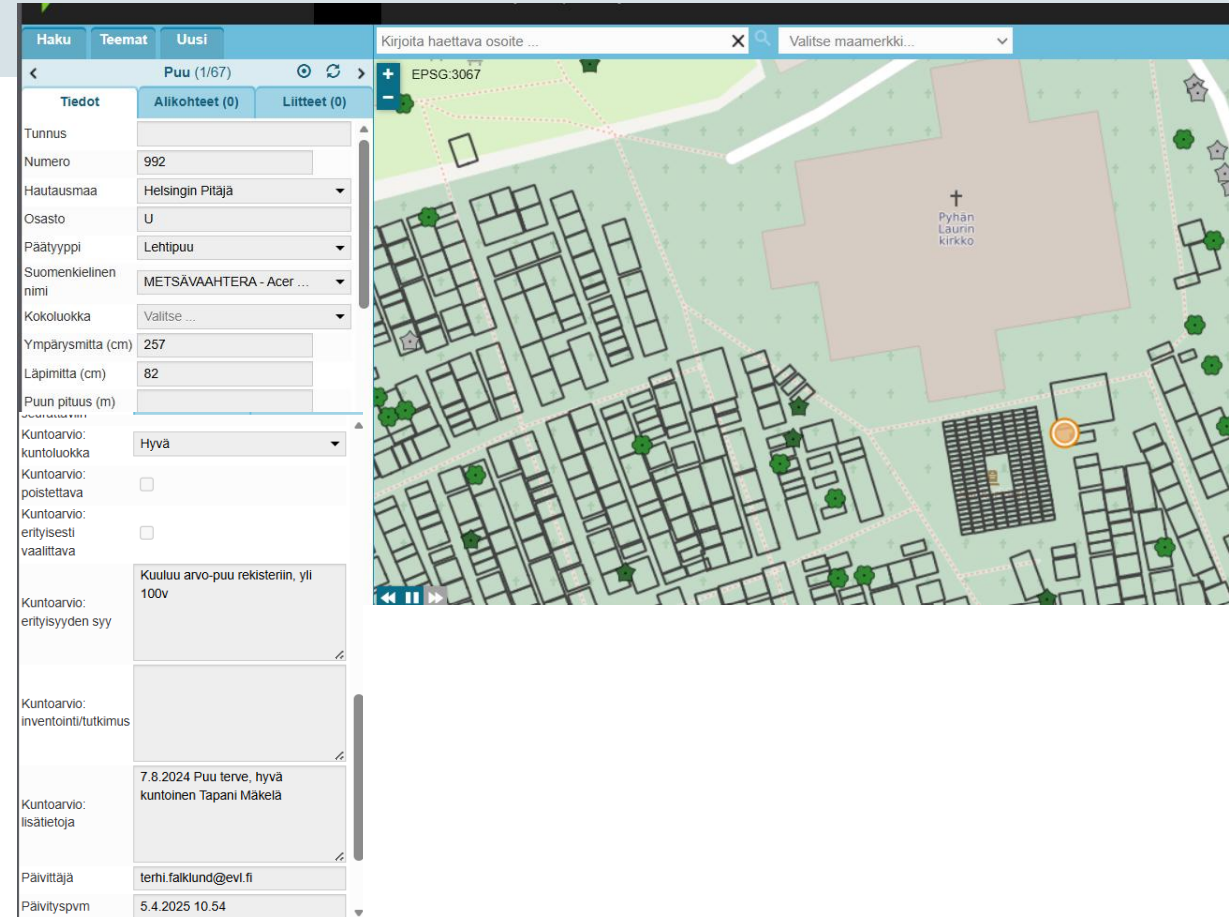 Haku Teemat Uusi
Kirjoita haettava osoite ...
Valitse maamerkki...
Puu (1/67)
EPSG:3067
Tiedot Alikohteet (0) Liitteet (0)
Tunnus
Numero 992
Hautausmaa Helsingin Pitäjä
Osasto U
Päätyyppi Lehtipuu
Suomenkielinen
nimi
METSÄVAAHTERA - Acer ...
Kokoluokka Valitse ...
Ympärysmitta (cm) 257
Läpimitta (cm) 82
Puun pituus (m)
Kuntoarvio:
kuntoluokka
Hyvä
Kuntoarvio:
poistettava
Kuntoarvio:
erityisesti
vaalittava
Kuntoarvio:
erityisyyden syy
Kuuluu arvo-puu rekisteriin, yli
100v
Kuntoarvio:
inventointi/tutkimus
Kuntoarvio:
lisätietoja
7.8.2024 Puu terve, hyvä
kuntoinen Tapani Mäkelä
Päivittäjä terhi.falklund@evl.fi
Päivityspvm 5.4.2025 10.54
Pyhän
Laurin
kirkko